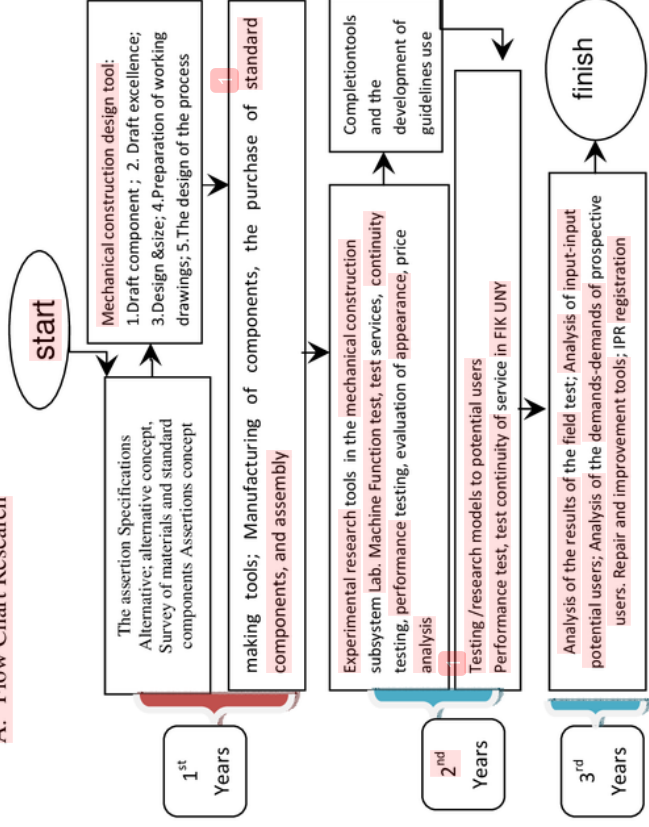 A. Flow Chart Research
start
The assertion Specifications
Alternative; alternative concept,
Survey of materials and standard
components Assertions concept
Mechanical construction design tool:
1.Draft component ; 2. Draft excellence;
3.Design &size; 4.Preparation of working
drawings; 5.The design of the process
1st
Years
making tools; Manufacturing of components, the purchase of standard
components, and assembly
1
Experimental research tools in the mechanical construction
subsystem Lab. Machine Function test, test services, continuity
testing, performance testing, evaluation of appearance, price
analysis
Completiontools
and the
development of
guidelines use
2nd
Years
1
Testing /research models to potential users
Performance test, test continuity of service in FIK UNY
3rd
Years
Analysis of the results of the field test; Analysis of input-input
potential users; Analysis of the demands-demands of prospective
users. Repair and improvement tools; IPR registration
finish